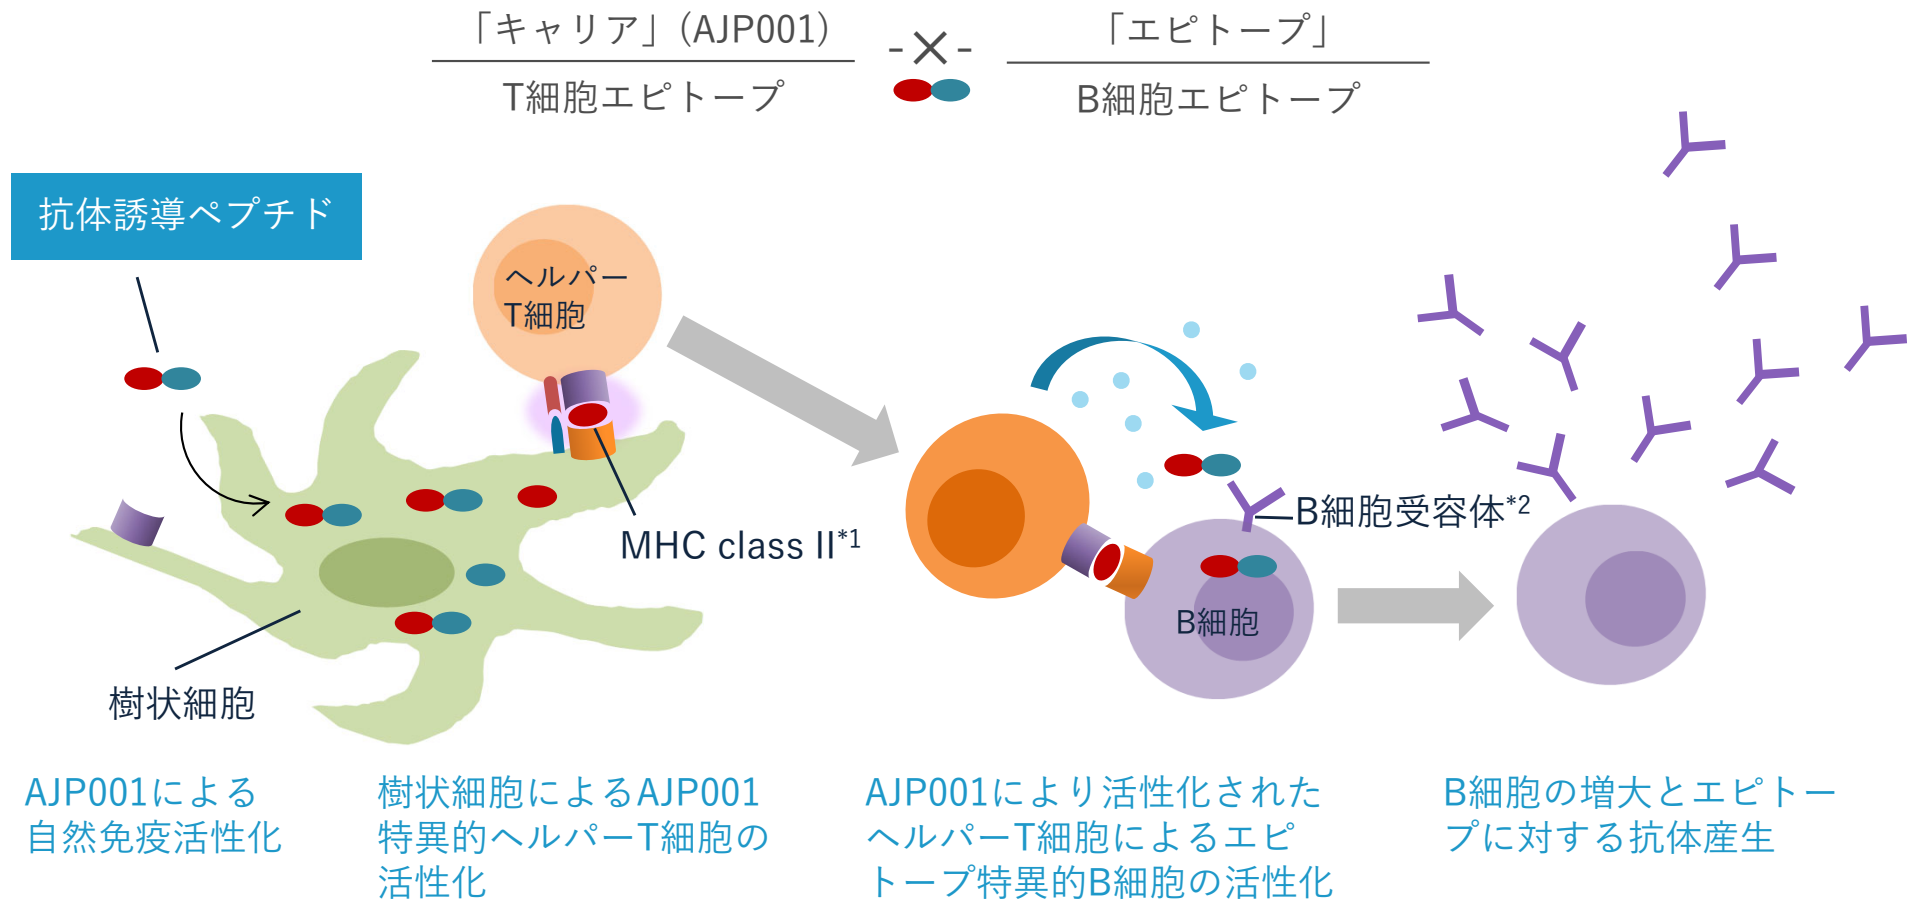 「キャリア」(AJP001)
-×-
「エピトープ」
T細胞エピトープ
B細胞エピトープ
抗体誘導ペプチド
ヘルパー
T細胞
MHC class II*1
B細胞受容体*2
B細胞
樹状細胞
AJP001による
自然免疫活性化
樹状細胞によるAJP001
特異的ヘルパーT細胞の
活性化
AJP001により活性化された
ヘルパーT細胞によるエピ
トープ特異的B細胞の活性化
B細胞の増大とエピトー
プに対する抗体産生